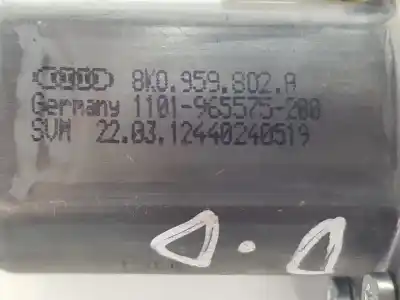 8K0.959.802.A
Germany 1101-965575-200
SVM 22.03.12440240519
D.D